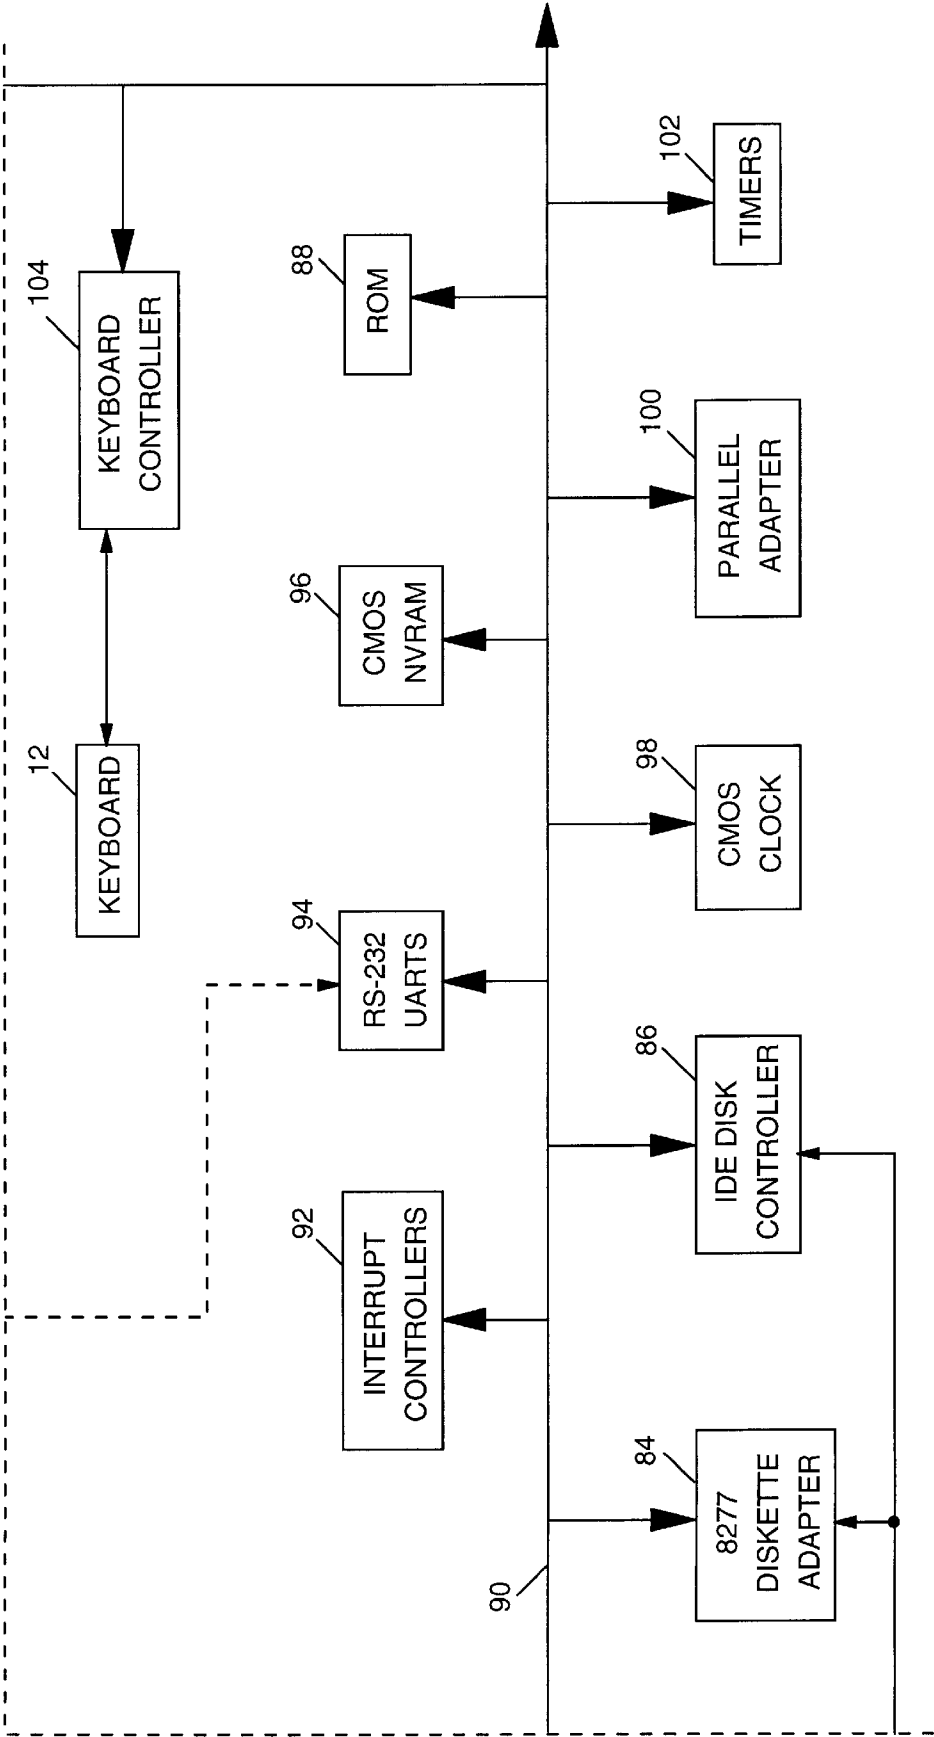 12
KEYBOARD
104
KEYBOARD
CONTROLLER
92
INTERRUPT
CONTROLLERS
94
RS-232
UARTS
96
CMOS
NVRAM
88
ROM
90
84
8277
DISKETTE
ADAPTER
86
IDE DISK
CONTROLLER
98
CMOS
CLOCK
100
PARALLEL
ADAPTER
102
TIMERS